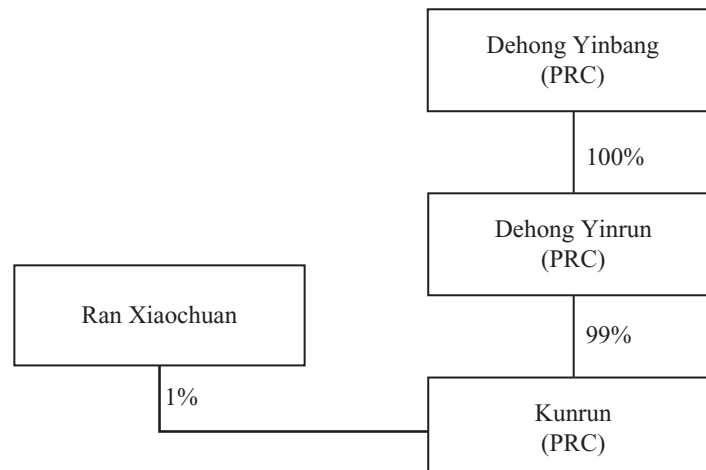 Dehong Yinbang
(PRC)
100%
Dehong Yinrun
(PRC)
Ran Xiaochuan
99%
1%
Kunrun
(PRC)